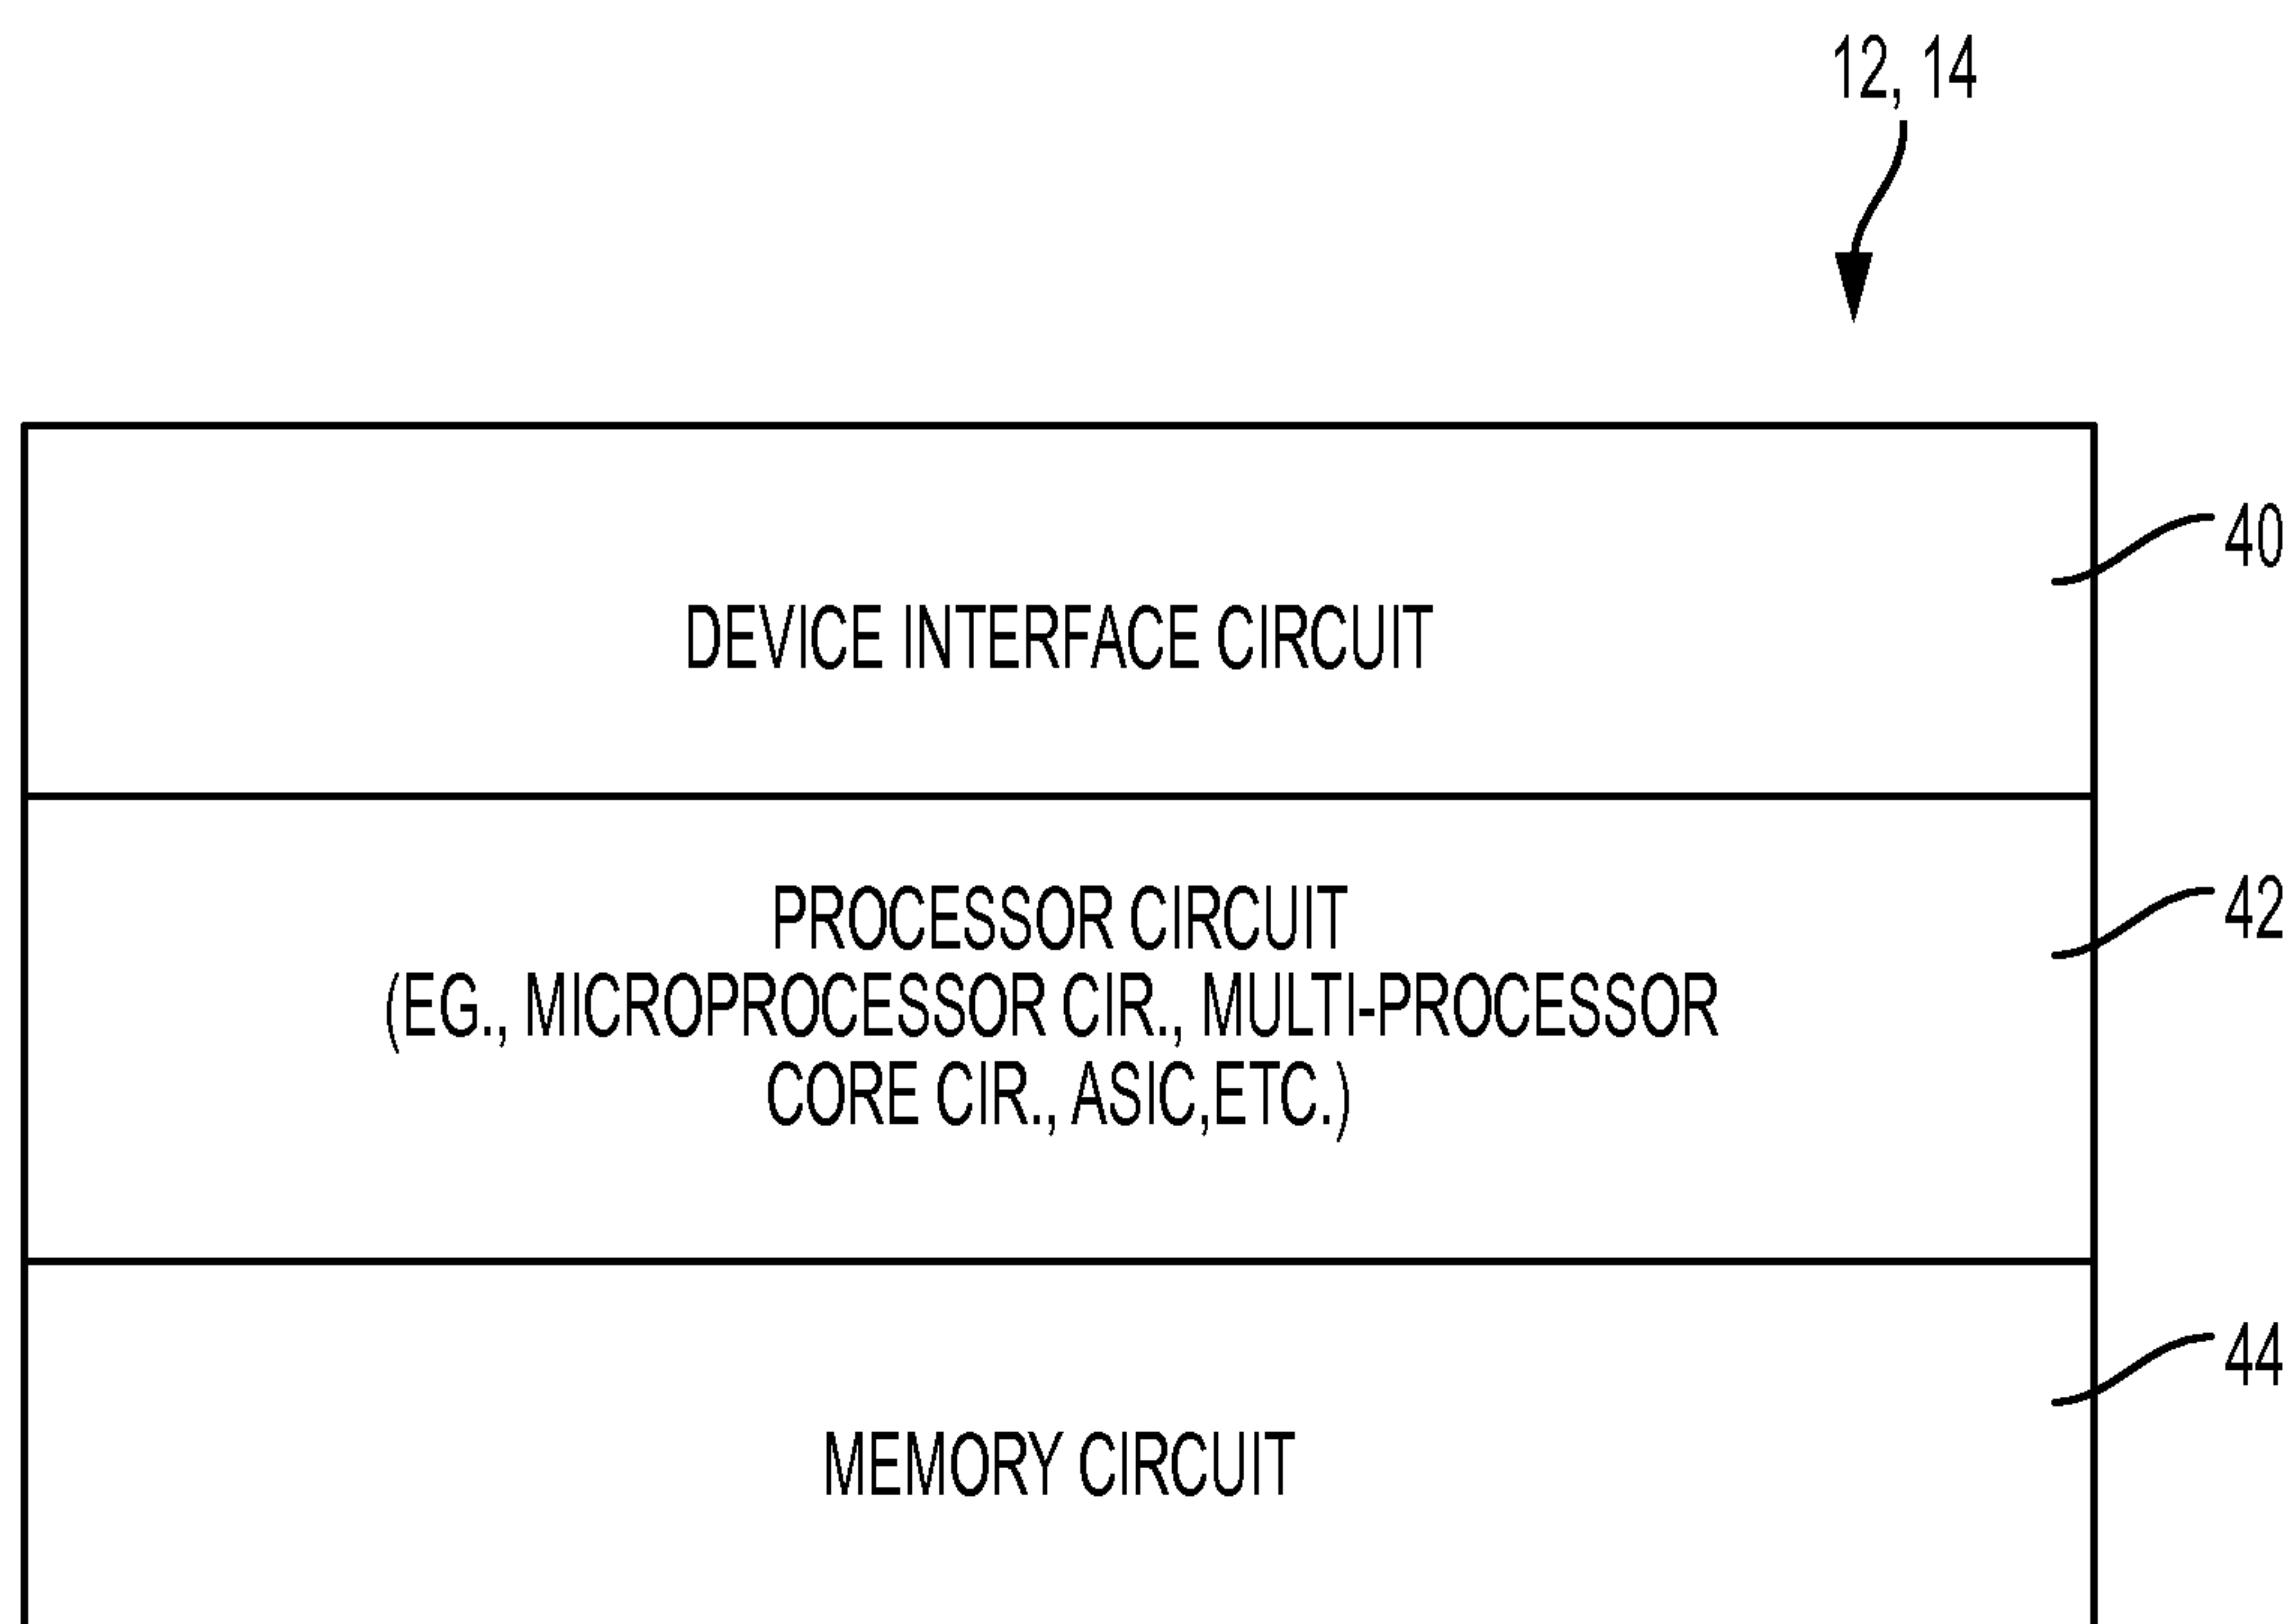 12, 14
40
DEVICE INTERFACE CIRCUIT
42
PROCESSOR CIRCUIT
(EG., MICROPROCESSOR CIR., MULTI-PROCESSOR
CORE CIR., ASIC,ETC.)
44
MEMORY CIRCUIT